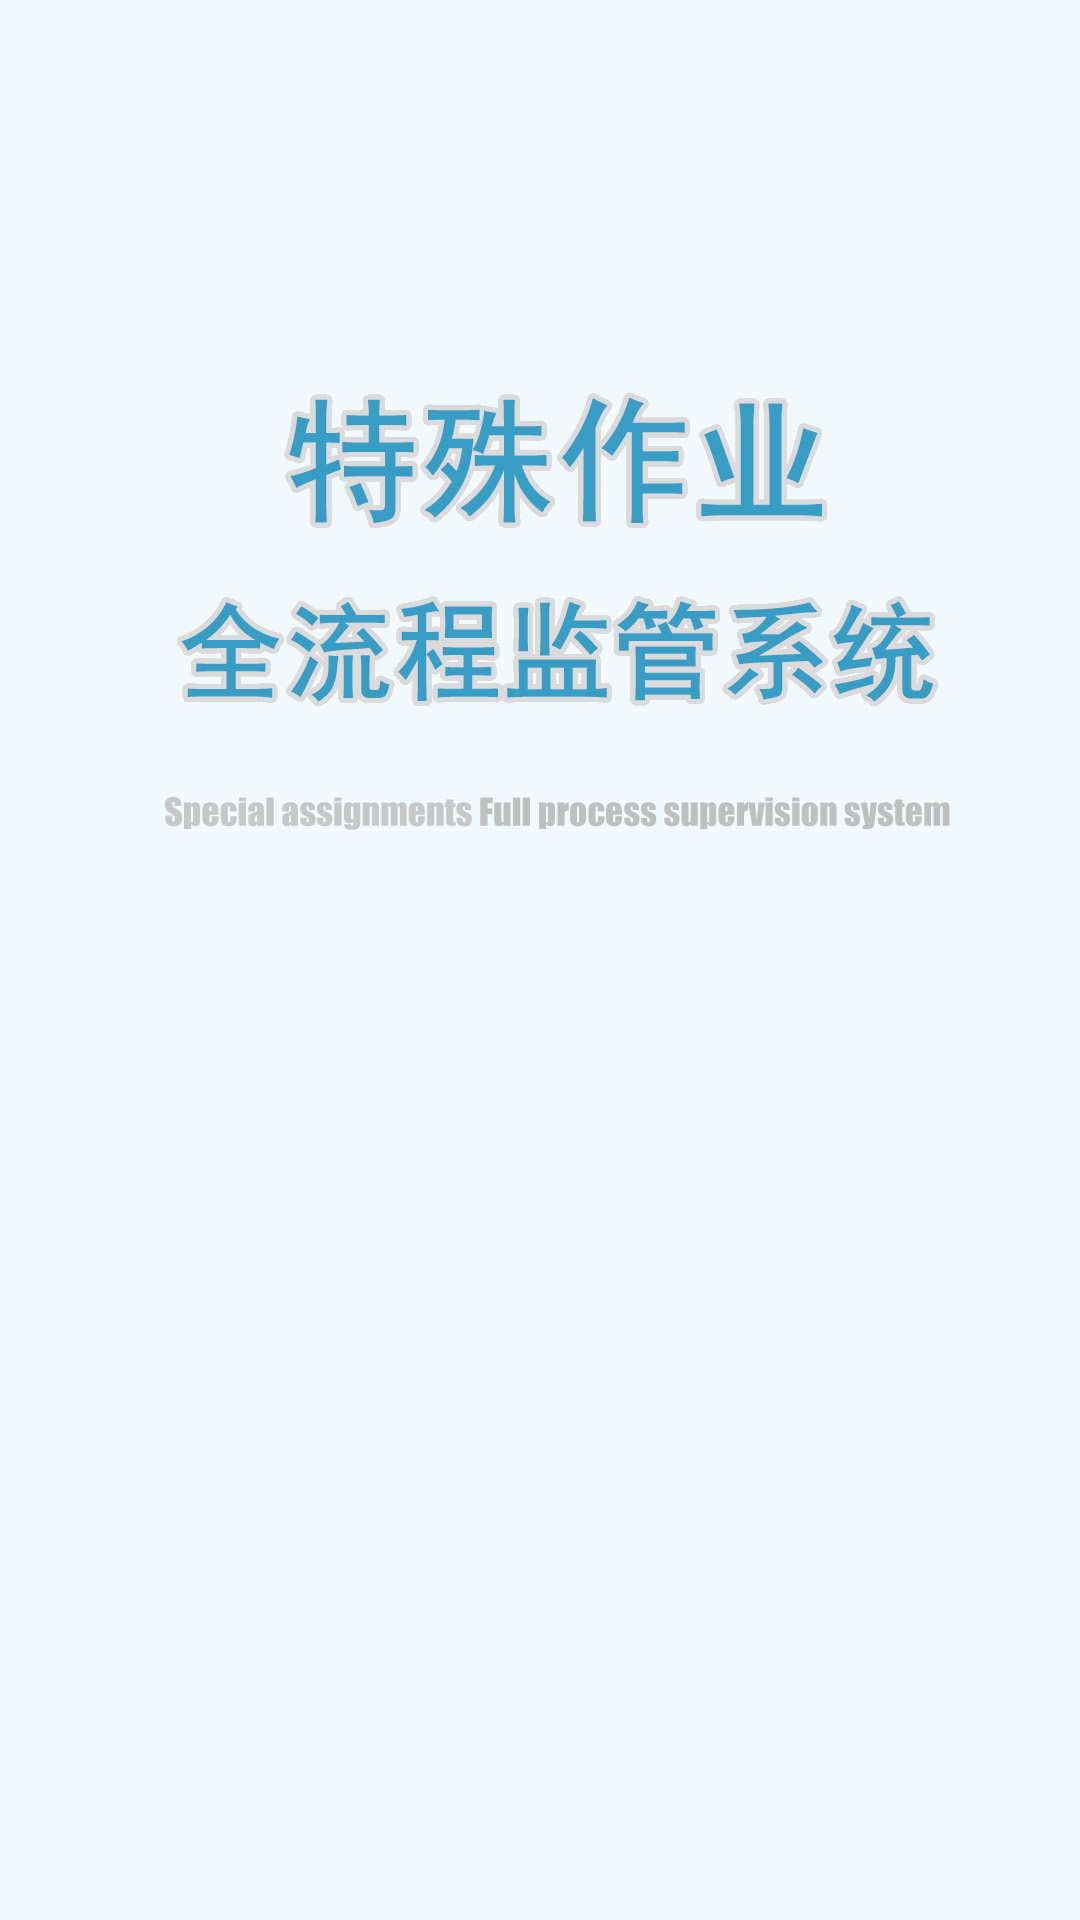 特殊作业
全流程监管系统
Special assignments Full process supervision system